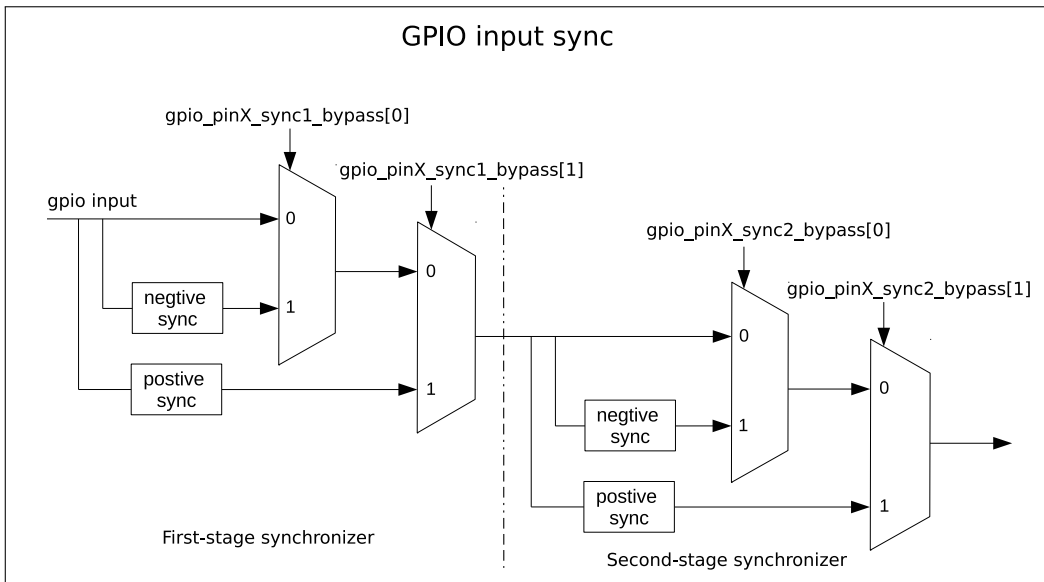 GPIO input sync
gpio_pinX_sync1_bypass[0]
gpio_pinX_sync1_bypass[1]
gpio input
0
0
negtive
sync
1
postive
sync
1
First-stage synchronizer
gpio_pinX_sync2_bypass[0]
gpio_pinX_sync2_bypass[1]
0
0
negtive
sync
1
postive
sync
1
Second-stage synchronizer